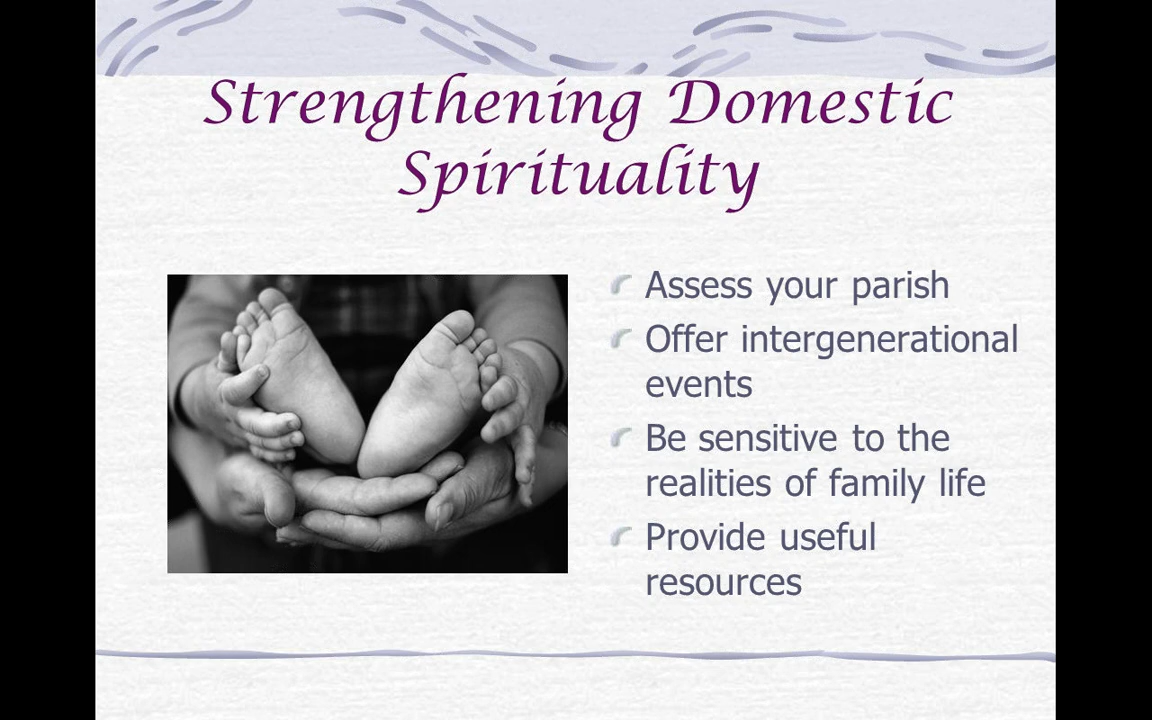 Strengthening Domestic
Spirituality
Assess your parish
Offer intergenerational
events
Be sensitive to the
realities of family life
Provide useful
resources